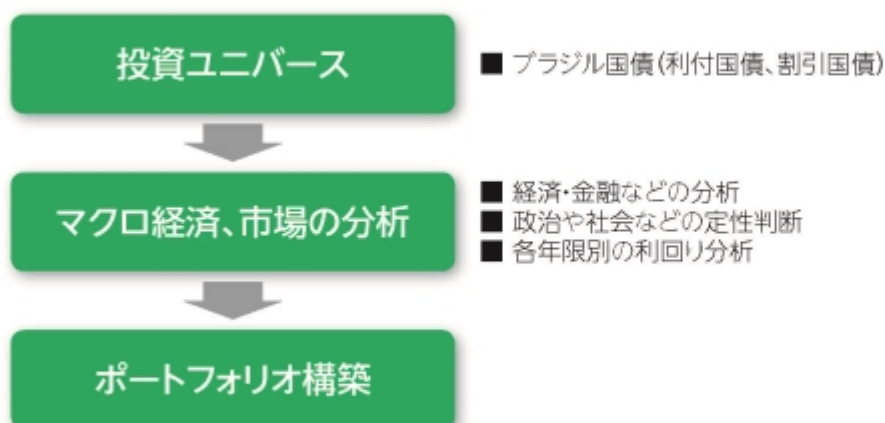 投資ユニバース
■ ブラジル国債(利付国債、割引国債)
マクロ経済、市場の分析
■ 経済・金融などの分析
■ 政治や社会などの定性判断
■ 各年限別の利回り分析
ポートフォリオ構築